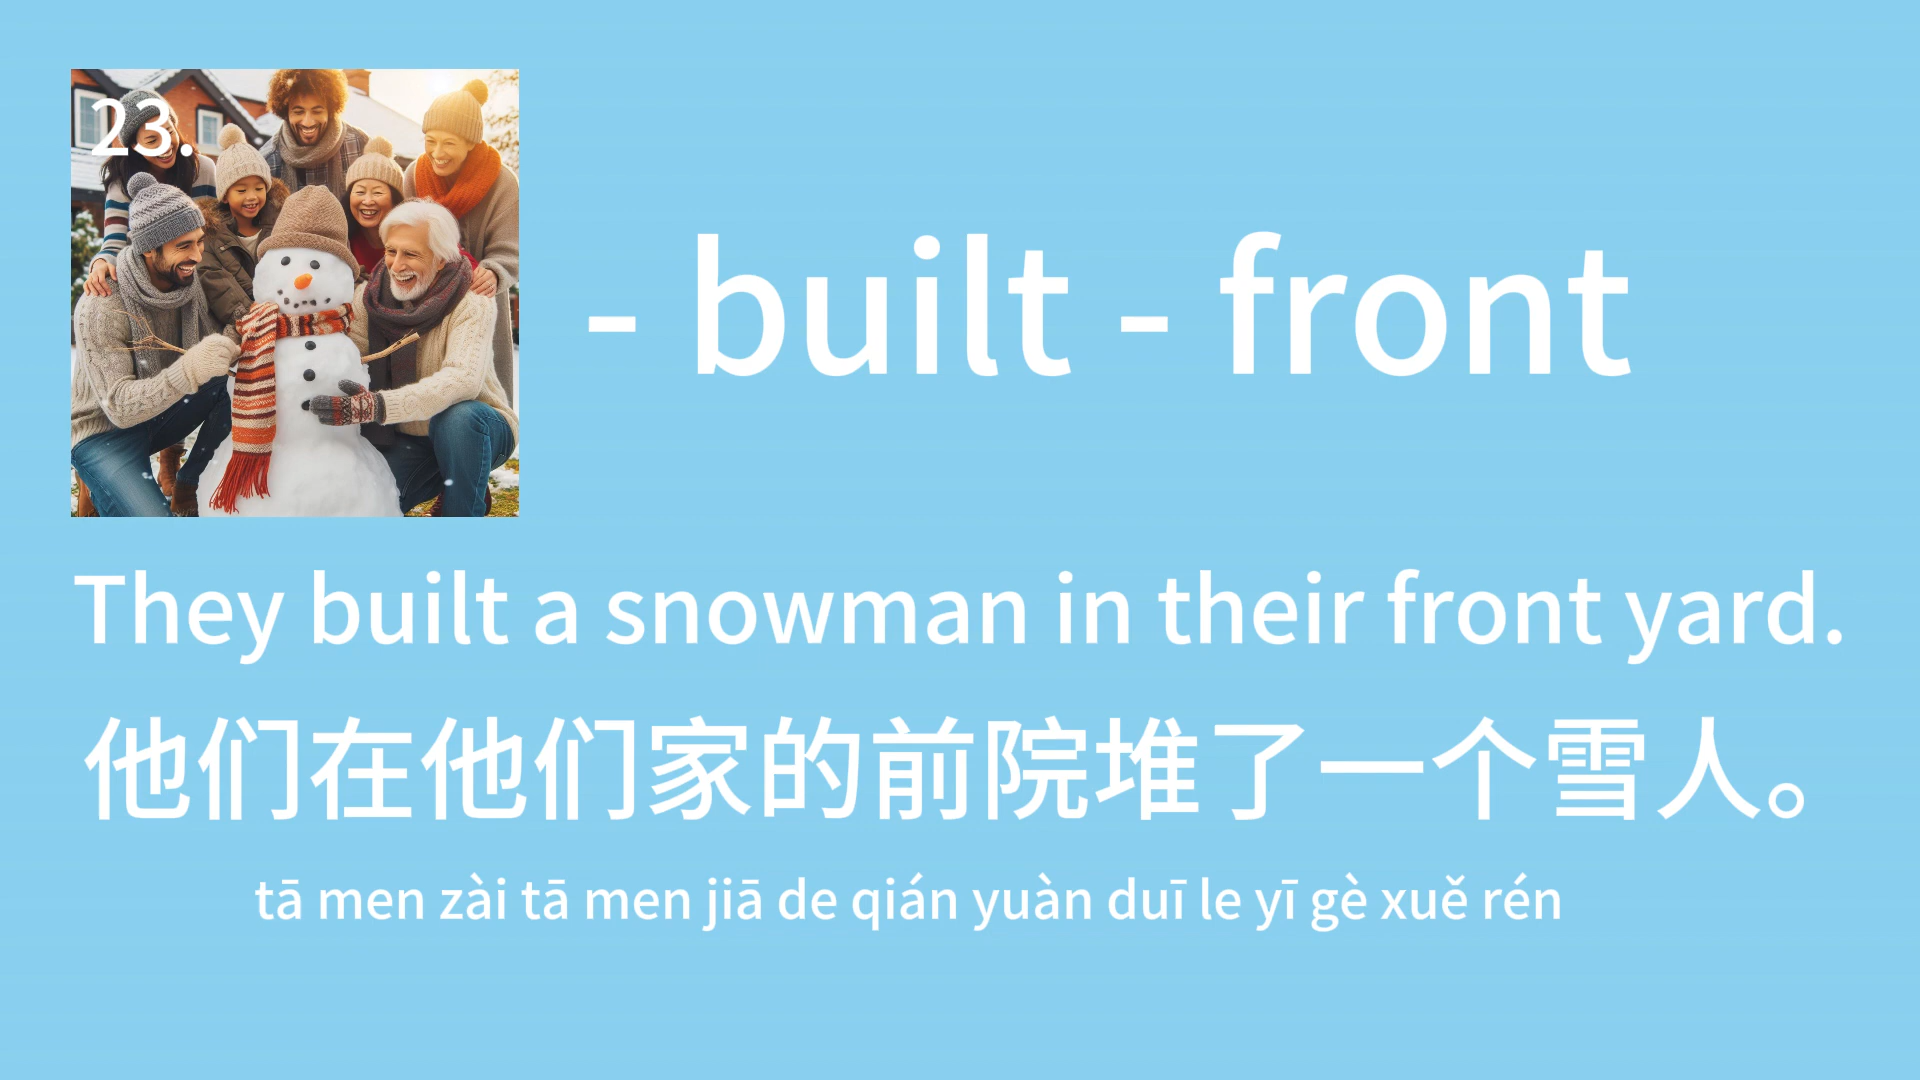 23.
- built - front
They built a snowman in their front yard.
他们在他们家的前院堆了一个雪人。
tā men zài tā men jiā de qián yuàn duī le yī gè xuě rén